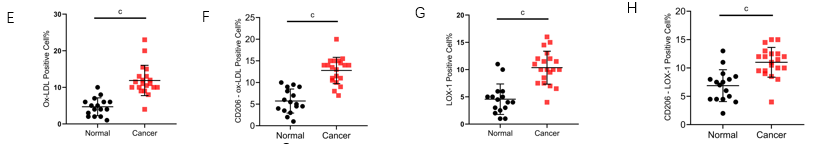 E
c
Ox-LDL Positive Cell%
30
20
10
0
Normal Cancer
F
c
CD206 - ox-LDL Positive Cell%
25
20
15
10
5
0
Normal Cancer
G
c
LOX-1 Positive Cell%
20
15
10
5
0
Normal Cancer
H
c
CD206 - LOX-1 Positive Cell%
20
15
10
5
0
Normal Cancer